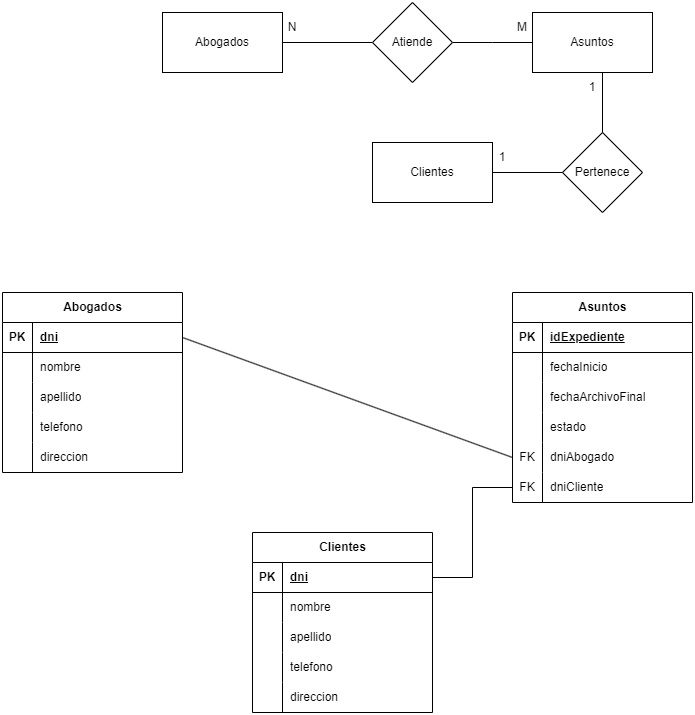 Abogados
N
Atiende
M
Asuntos
1
Clientes
1
Pertenece
Abogados
PK dni
nombre
apellido
telefono
direccion
Asuntos
PK idExpediente
fechaInicio
fechaArchivoFinal
estado
FK dniAbogado
FK dniCliente
Clientes
PK dni
nombre
apellido
telefono
direccion